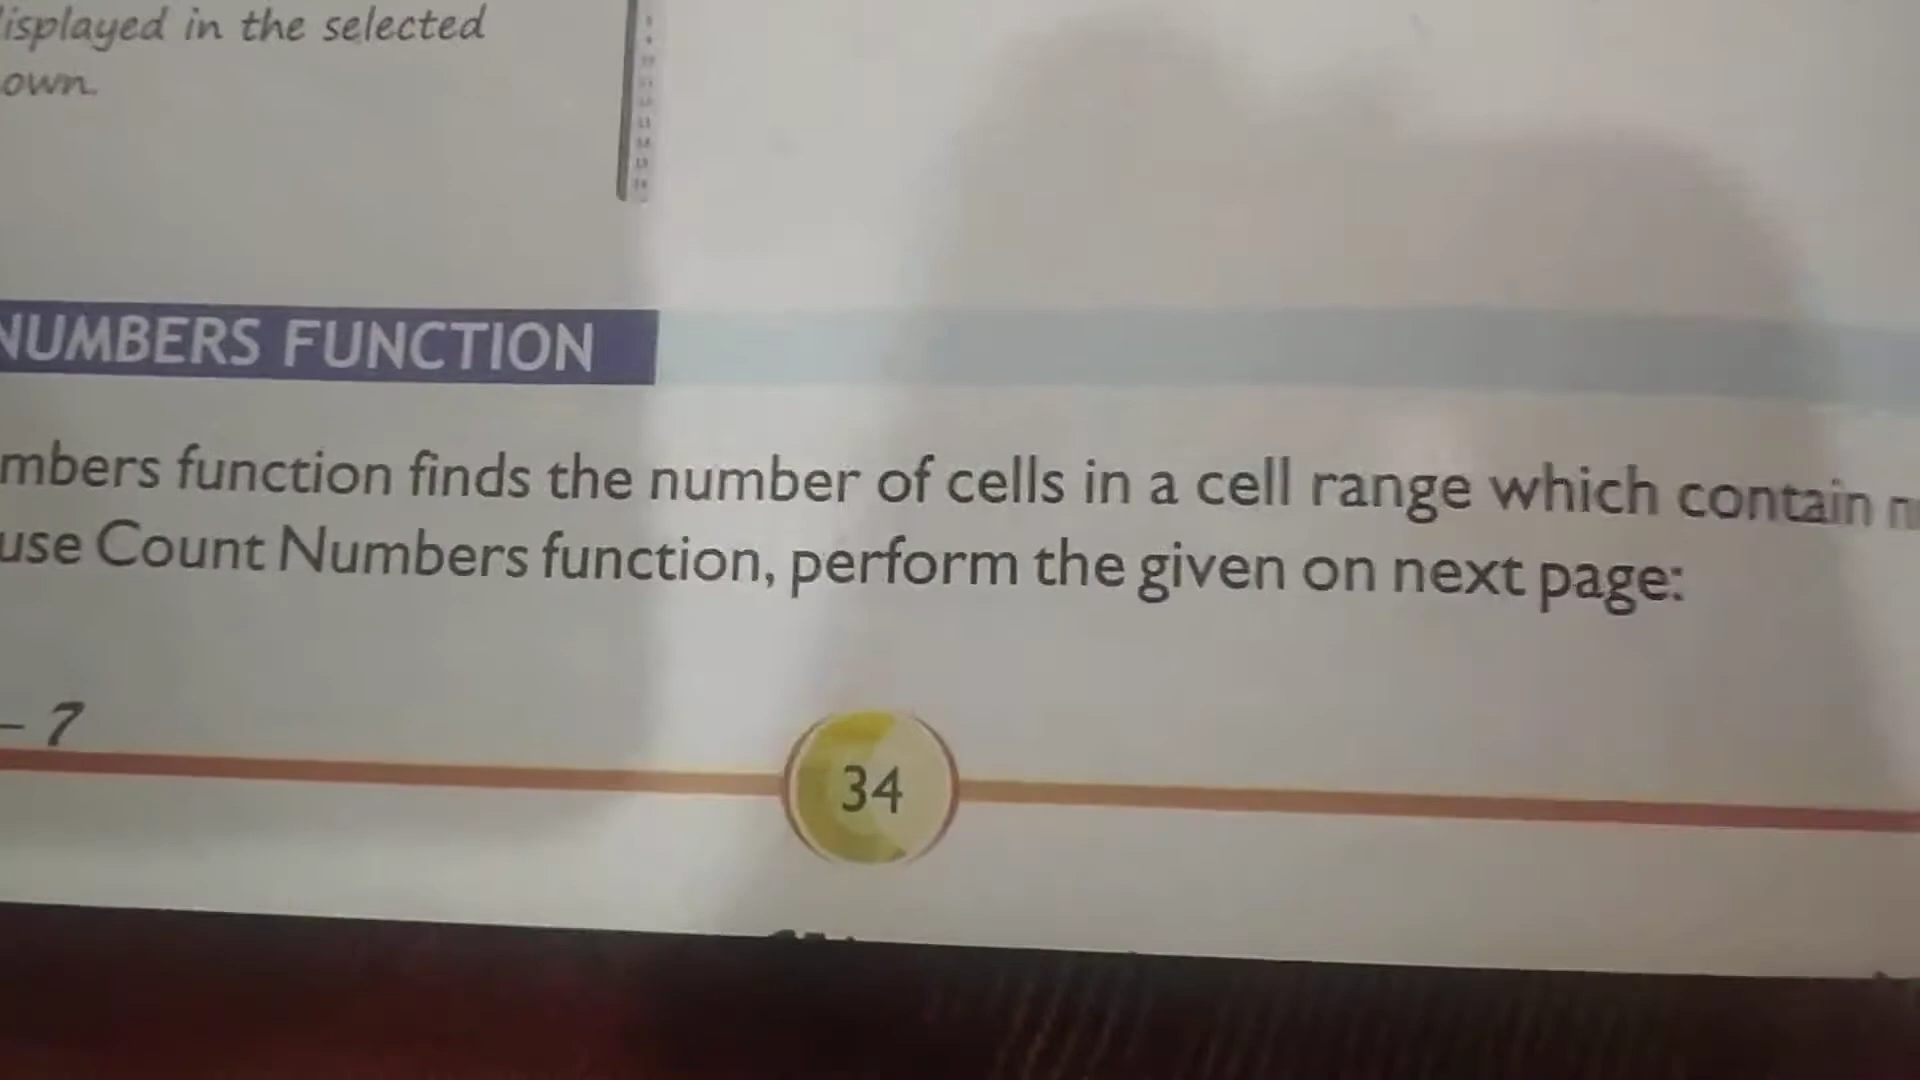 isplayed in the selected
own.
NUMBERS FUNCTION
mbers function finds the number of cells in a cell range which contain
use Count Numbers function, perform the given on next page:
– 7
34